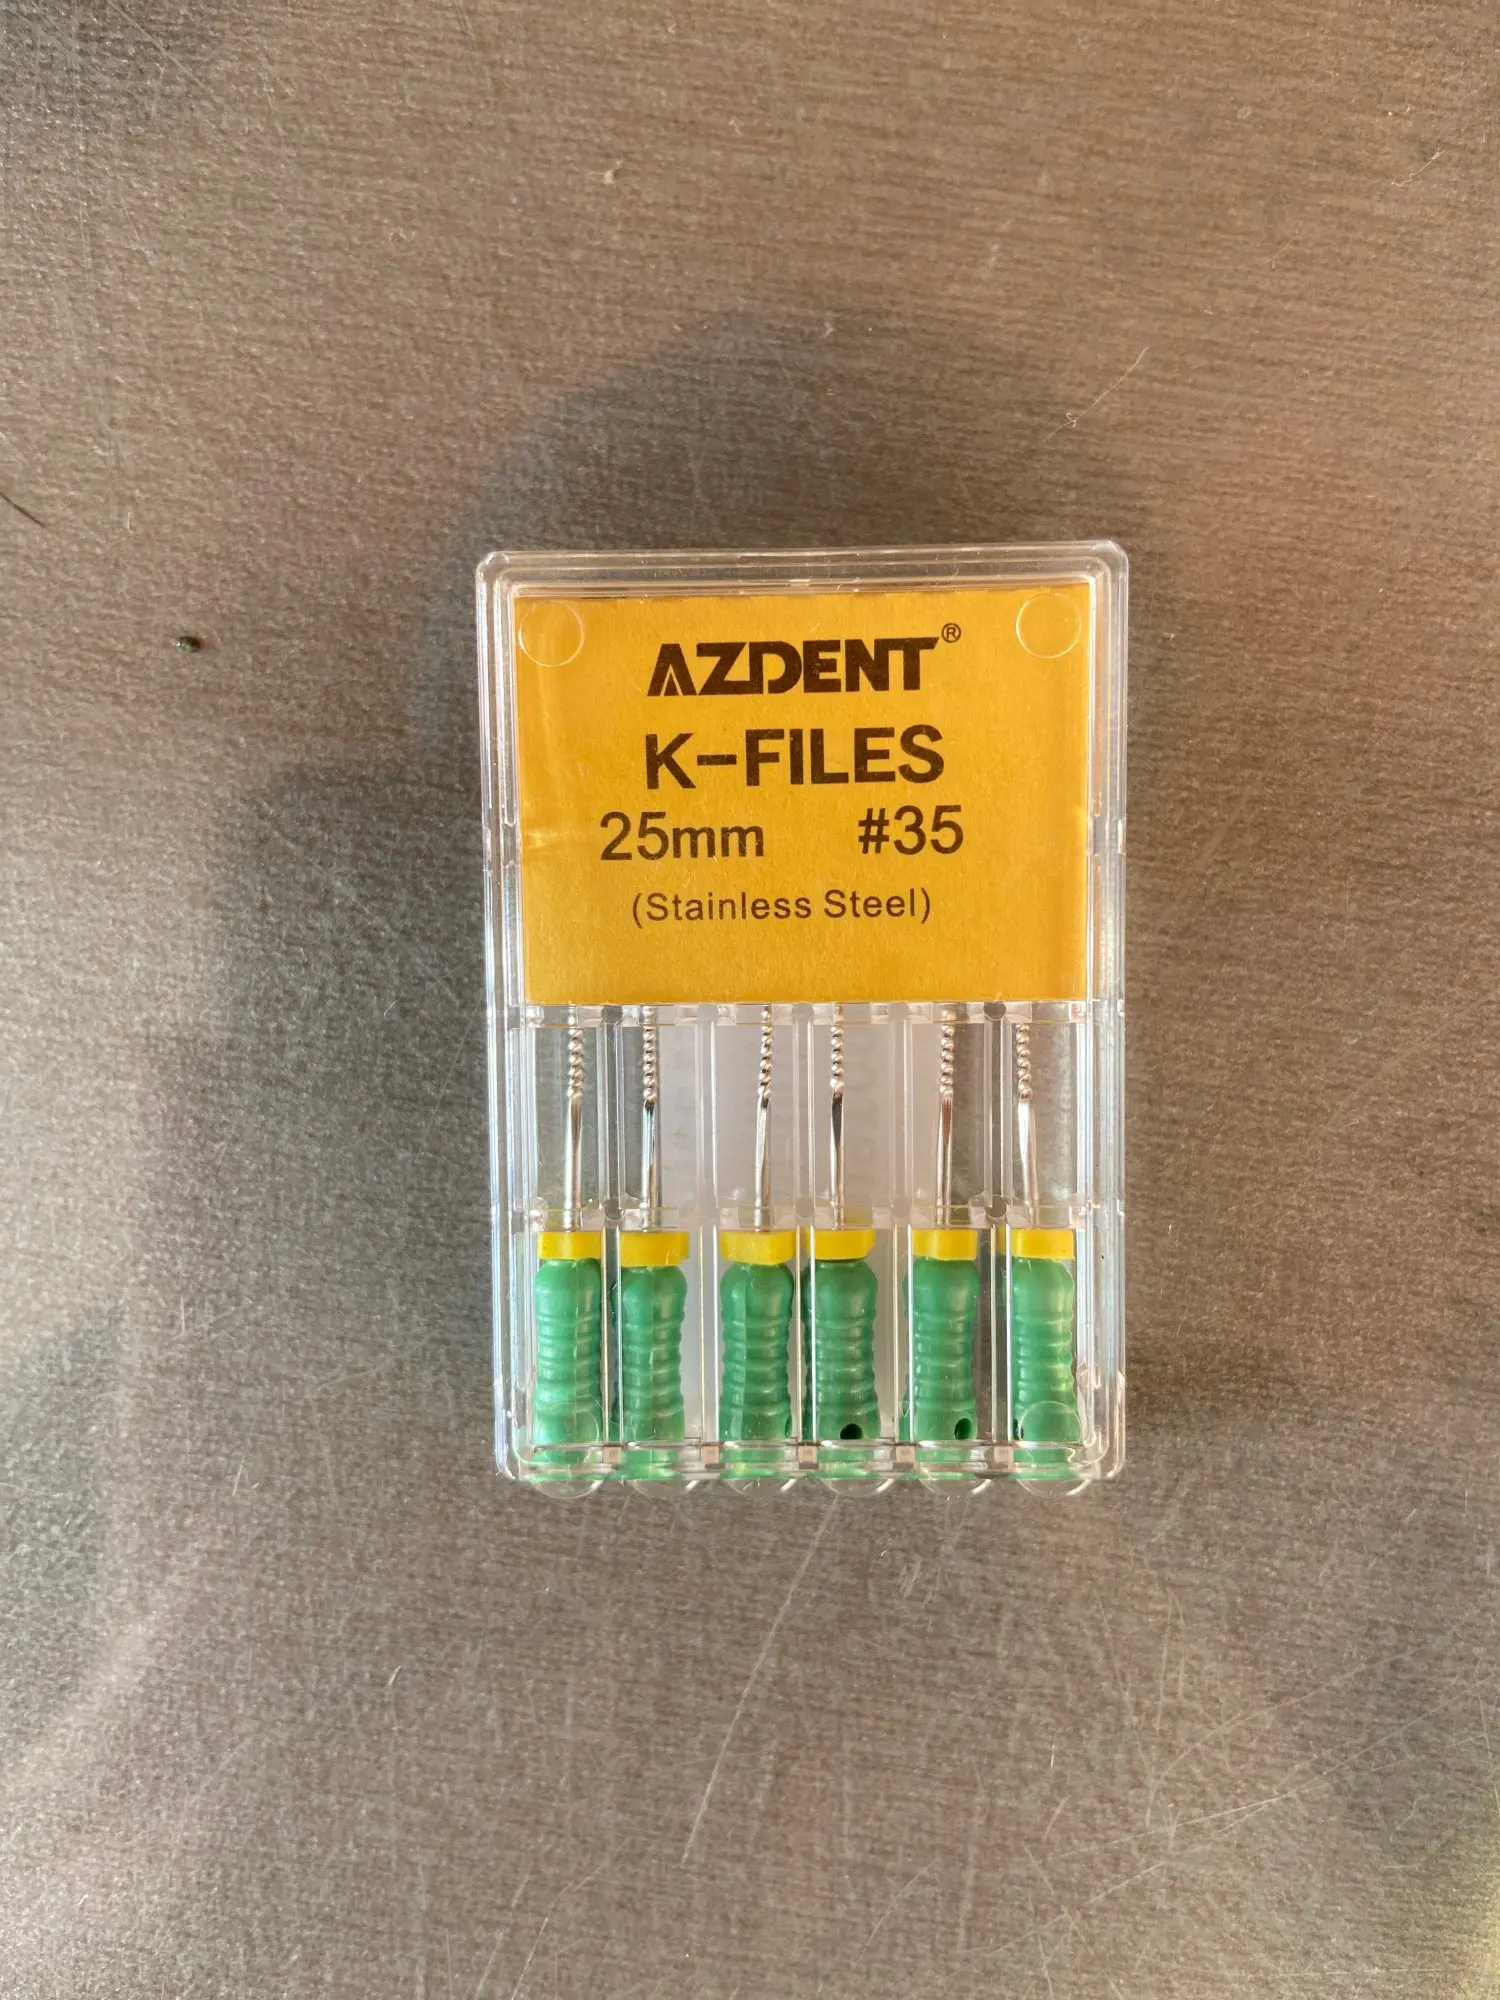 AZDENT®
K-FILES
25mm #35
(Stainless Steel)